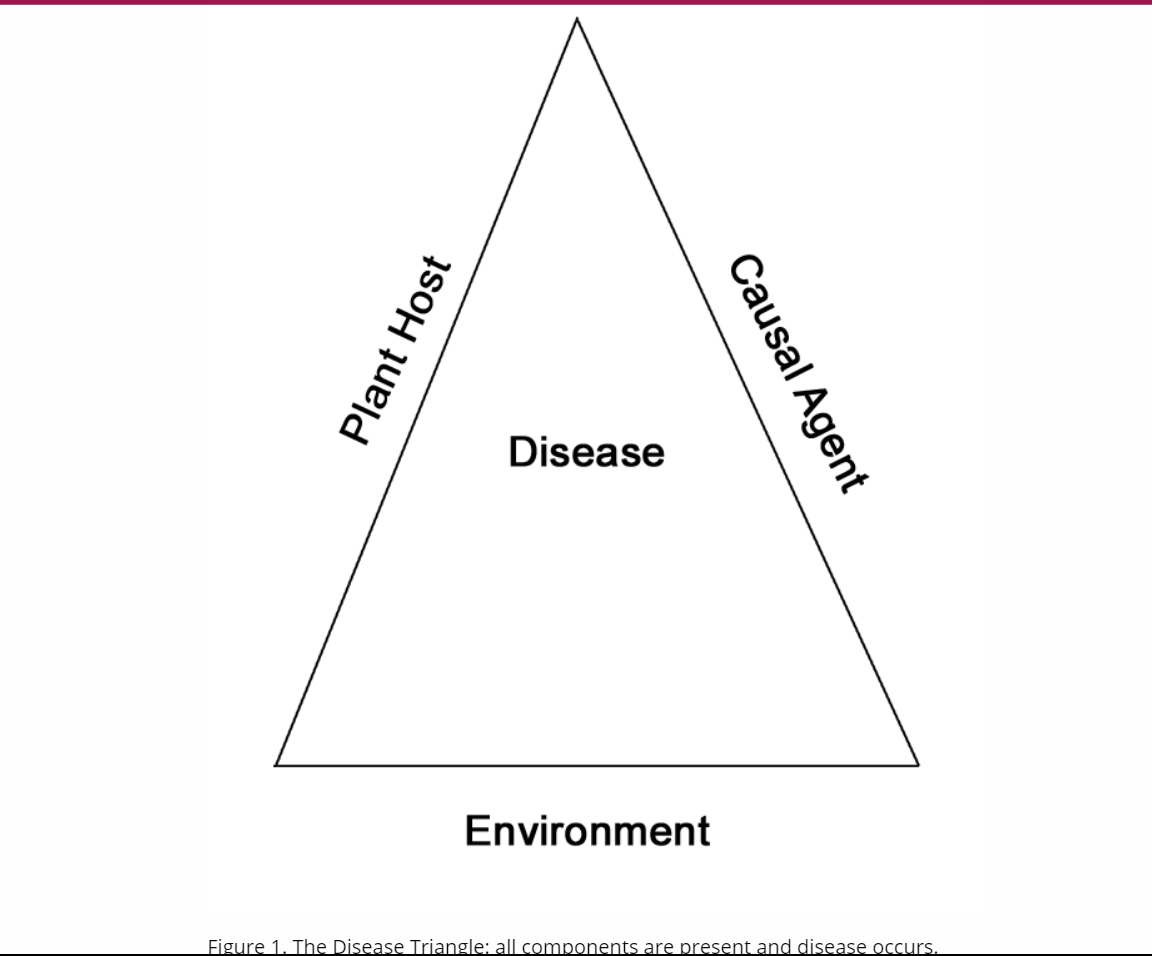 Plant Host
Causal Agent
Disease
Environment
Figure 1. The Disease Triangle: all components are present and disease occurs.